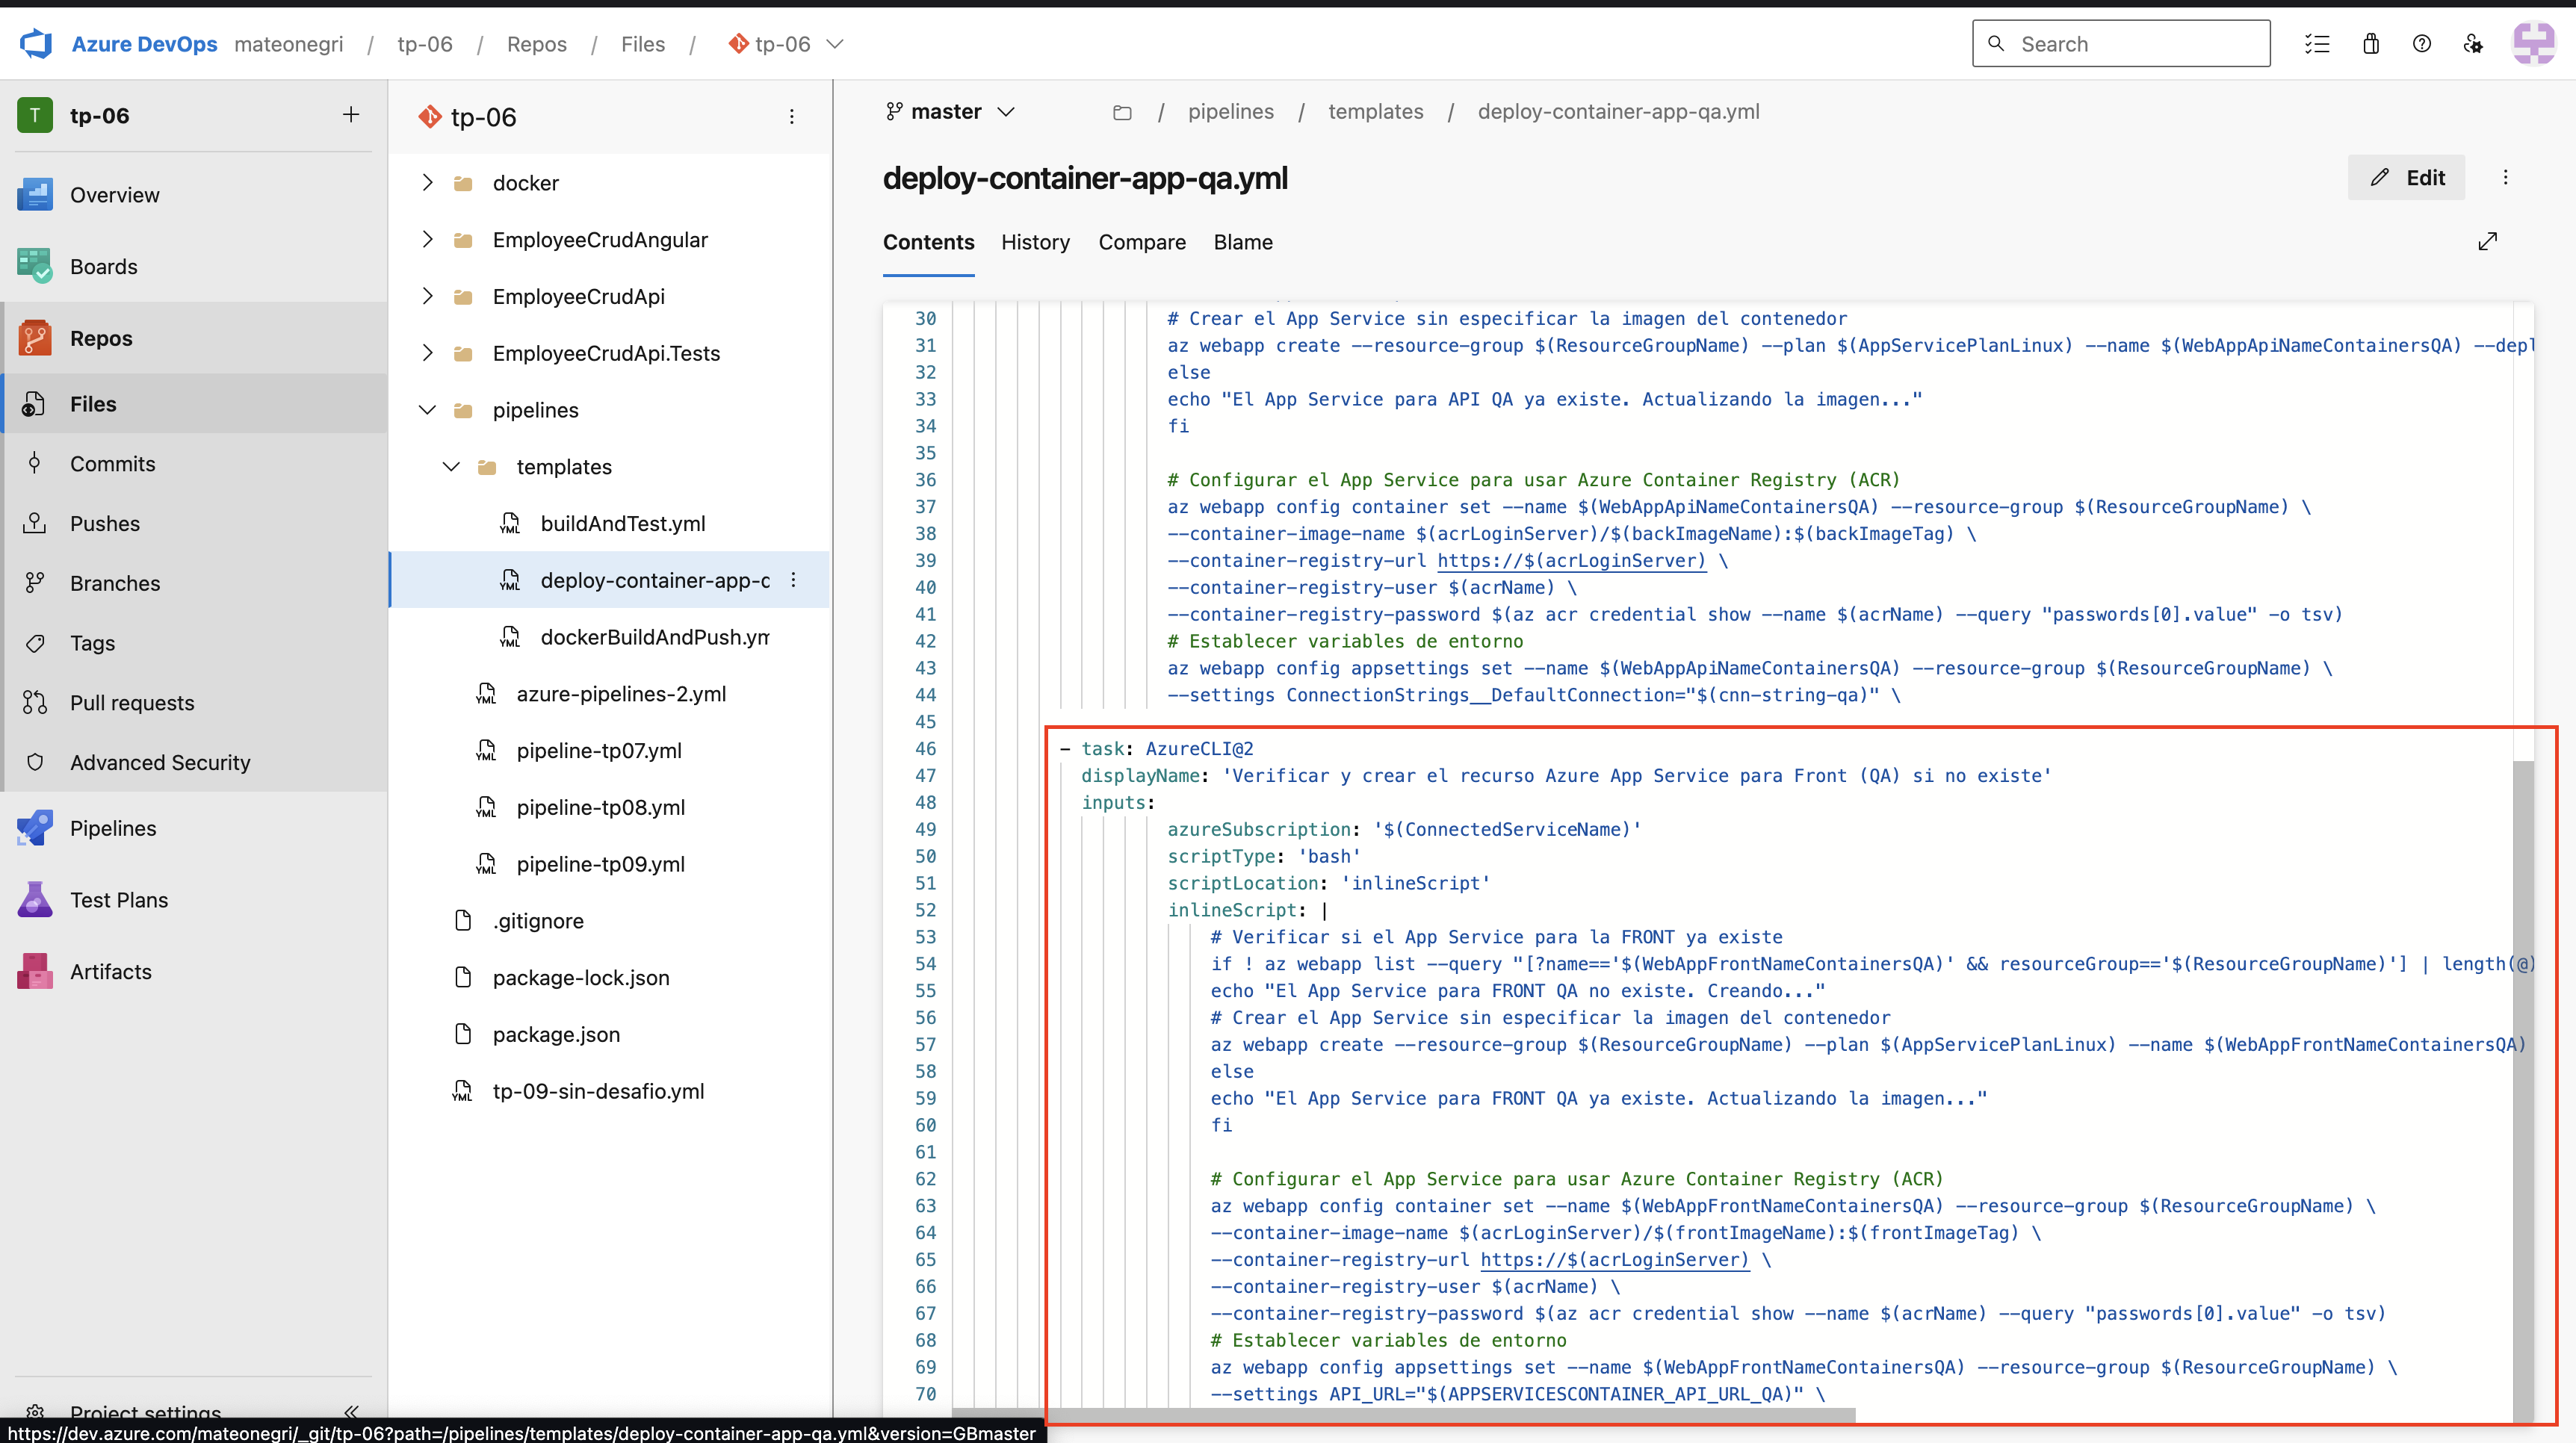 Azure DevOps mateonegri / tp-06 / Repos / Files / tp-06
Search
T tp-06 +
Overview
Boards
Repos
Files
Commits
Pushes
Branches
Tags
Pull requests
Advanced Security
Pipelines
Test Plans
Artifacts
Project settings
https://dev.azure.com/mateonegri/_git/tp-06?path=/pipelines/templates/deploy-container-app-qa.yml&version=GBmaster
tp-06
docker
EmployeeCrudAngular
EmployeeCrudApi
EmployeeCrudApi.Tests
pipelines
templates
YML buildAndTest.yml
YML deploy-container-app-c
YML dockerBuildAndPush.ym
YML azure-pipelines-2.yml
YML pipeline-tp07.yml
YML pipeline-tp08.yml
YML pipeline-tp09.yml
.gitignore
package-lock.json
package.json
YML tp-09-sin-desafio.yml
master / pipelines / templates / deploy-container-app-qa.yml
deploy-container-app-qa.yml
Edit
Contents History Compare Blame
30 # Crear el App Service sin especificar la imagen del contenedor
31 az webapp create --resource-group $(ResourceGroupName) --plan $(AppServicePlanLinux) --name $(WebAppApiNameContainersQA) --depl
32 else
33 echo "El App Service para API QA ya existe. Actualizando la imagen..."
34 fi
35
36 # Configurar el App Service para usar Azure Container Registry (ACR)
37 az webapp config container set --name $(WebAppApiNameContainersQA) --resource-group $(ResourceGroupName) \
38 --container-image-name $(acrLoginServer)/$(backImageName):$(backImageTag) \
39 --container-registry-url https://$(acrLoginServer) \
40 --container-registry-user $(acrName) \
41 --container-registry-password $(az acr credential show --name $(acrName) --query "passwords[0].value" -o tsv)
42 # Establecer variables de entorno
43 az webapp config appsettings set --name $(WebAppApiNameContainersQA) --resource-group $(ResourceGroupName) \
44 --settings ConnectionStrings__DefaultConnection="$(cnn-string-qa)" \
45
46 - task: AzureCLI@2
47 displayName: 'Verificar y crear el recurso Azure App Service para Front (QA) si no existe'
48 inputs:
49 azureSubscription: '$(ConnectedServiceName)'
50 scriptType: 'bash'
51 scriptLocation: 'inlineScript'
52 inlineScript: |
53 # Verificar si el App Service para la FRONT ya existe
54 if ! az webapp list --query "[?name=='$(WebAppFrontNameContainersQA)' && resourceGroup=='$(ResourceGroupName)'] | length(@)
55 echo "El App Service para FRONT QA no existe. Creando..."
56 # Crear el App Service sin especificar la imagen del contenedor
57 az webapp create --resource-group $(ResourceGroupName) --plan $(AppServicePlanLinux) --name $(WebAppFrontNameContainersQA)
58 else
59 echo "El App Service para FRONT QA ya existe. Actualizando la imagen..."
60 fi
61
62 # Configurar el App Service para usar Azure Container Registry (ACR)
63 az webapp config container set --name $(WebAppFrontNameContainersQA) --resource-group $(ResourceGroupName) \
64 --container-image-name $(acrLoginServer)/$(frontImageName):$(frontImageTag) \
65 --container-registry-url https://$(acrLoginServer) \
66 --container-registry-user $(acrName) \
67 --container-registry-password $(az acr credential show --name $(acrName) --query "passwords[0].value" -o tsv)
68 # Establecer variables de entorno
69 az webapp config appsettings set --name $(WebAppFrontNameContainersQA) --resource-group $(ResourceGroupName) \
70 --settings API_URL="$(APPSERVICESCONTAINER_API_URL_QA)" \